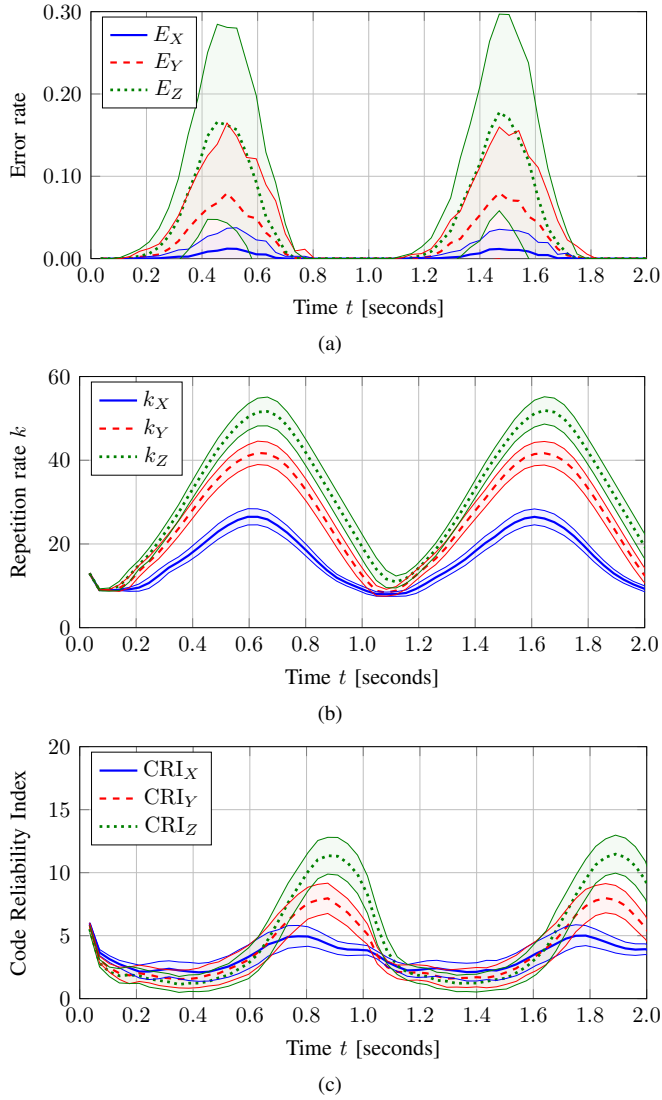 0.30
0.20
0.10
0.00
Error rate
E_X
E_Y
E_Z
0.0 0.2 0.4 0.6 0.8 1.0 1.2 1.4 1.6 1.8 2.0
Time t [seconds]
(a)
60
40
20
0
Repetition rate k
k_X
k_Y
k_Z
0.0 0.2 0.4 0.6 0.8 1.0 1.2 1.4 1.6 1.8 2.0
Time t [seconds]
(b)
20
15
10
5
0
Code Reliability Index
CRI_X
CRI_Y
CRI_Z
0.0 0.2 0.4 0.6 0.8 1.0 1.2 1.4 1.6 1.8 2.0
Time t [seconds]
(c)